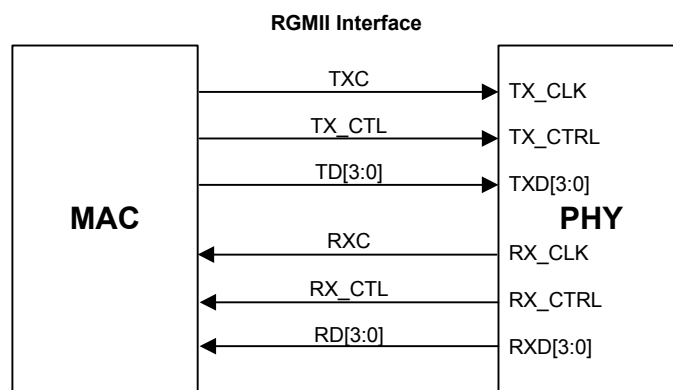 RGMII Interface
TXC
TX_CLK
TX_CTL
TX_CTRL
TD[3:0]
TXD[3:0]
MAC
PHY
RXC
RX_CLK
RX_CTL
RX_CTRL
RD[3:0]
RXD[3:0]